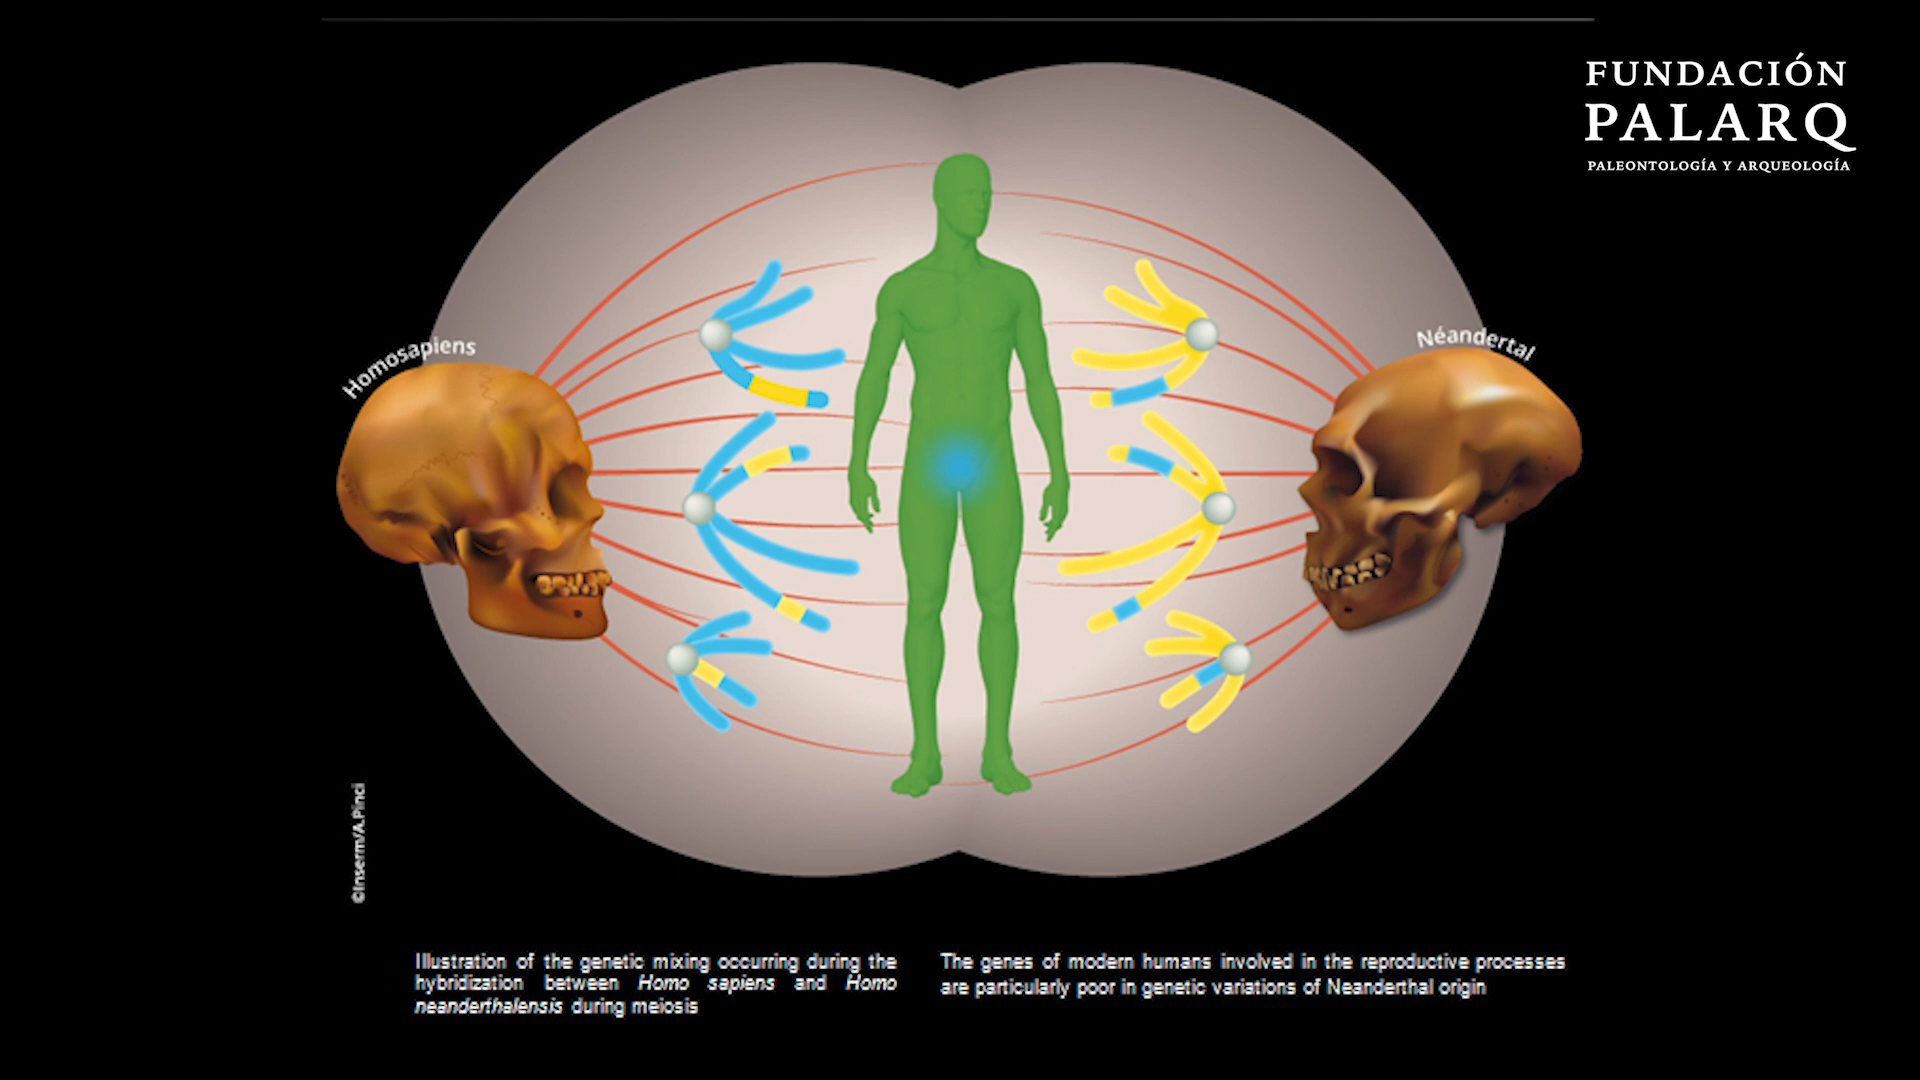 FUNDACIÓN
PALARQ
PALEONTOLOGÍA Y ARQUEOLOGÍA
Homosapiens
Néandertal
©Inserm/A.Pinci
Illustration of the genetic mixing occurring during the
hybridization between Homo sapiens and Homo
neanderthalensis during meiosis
The genes of modern humans involved in the reproductive processes
are particularly poor in genetic variations of Neanderthal origin